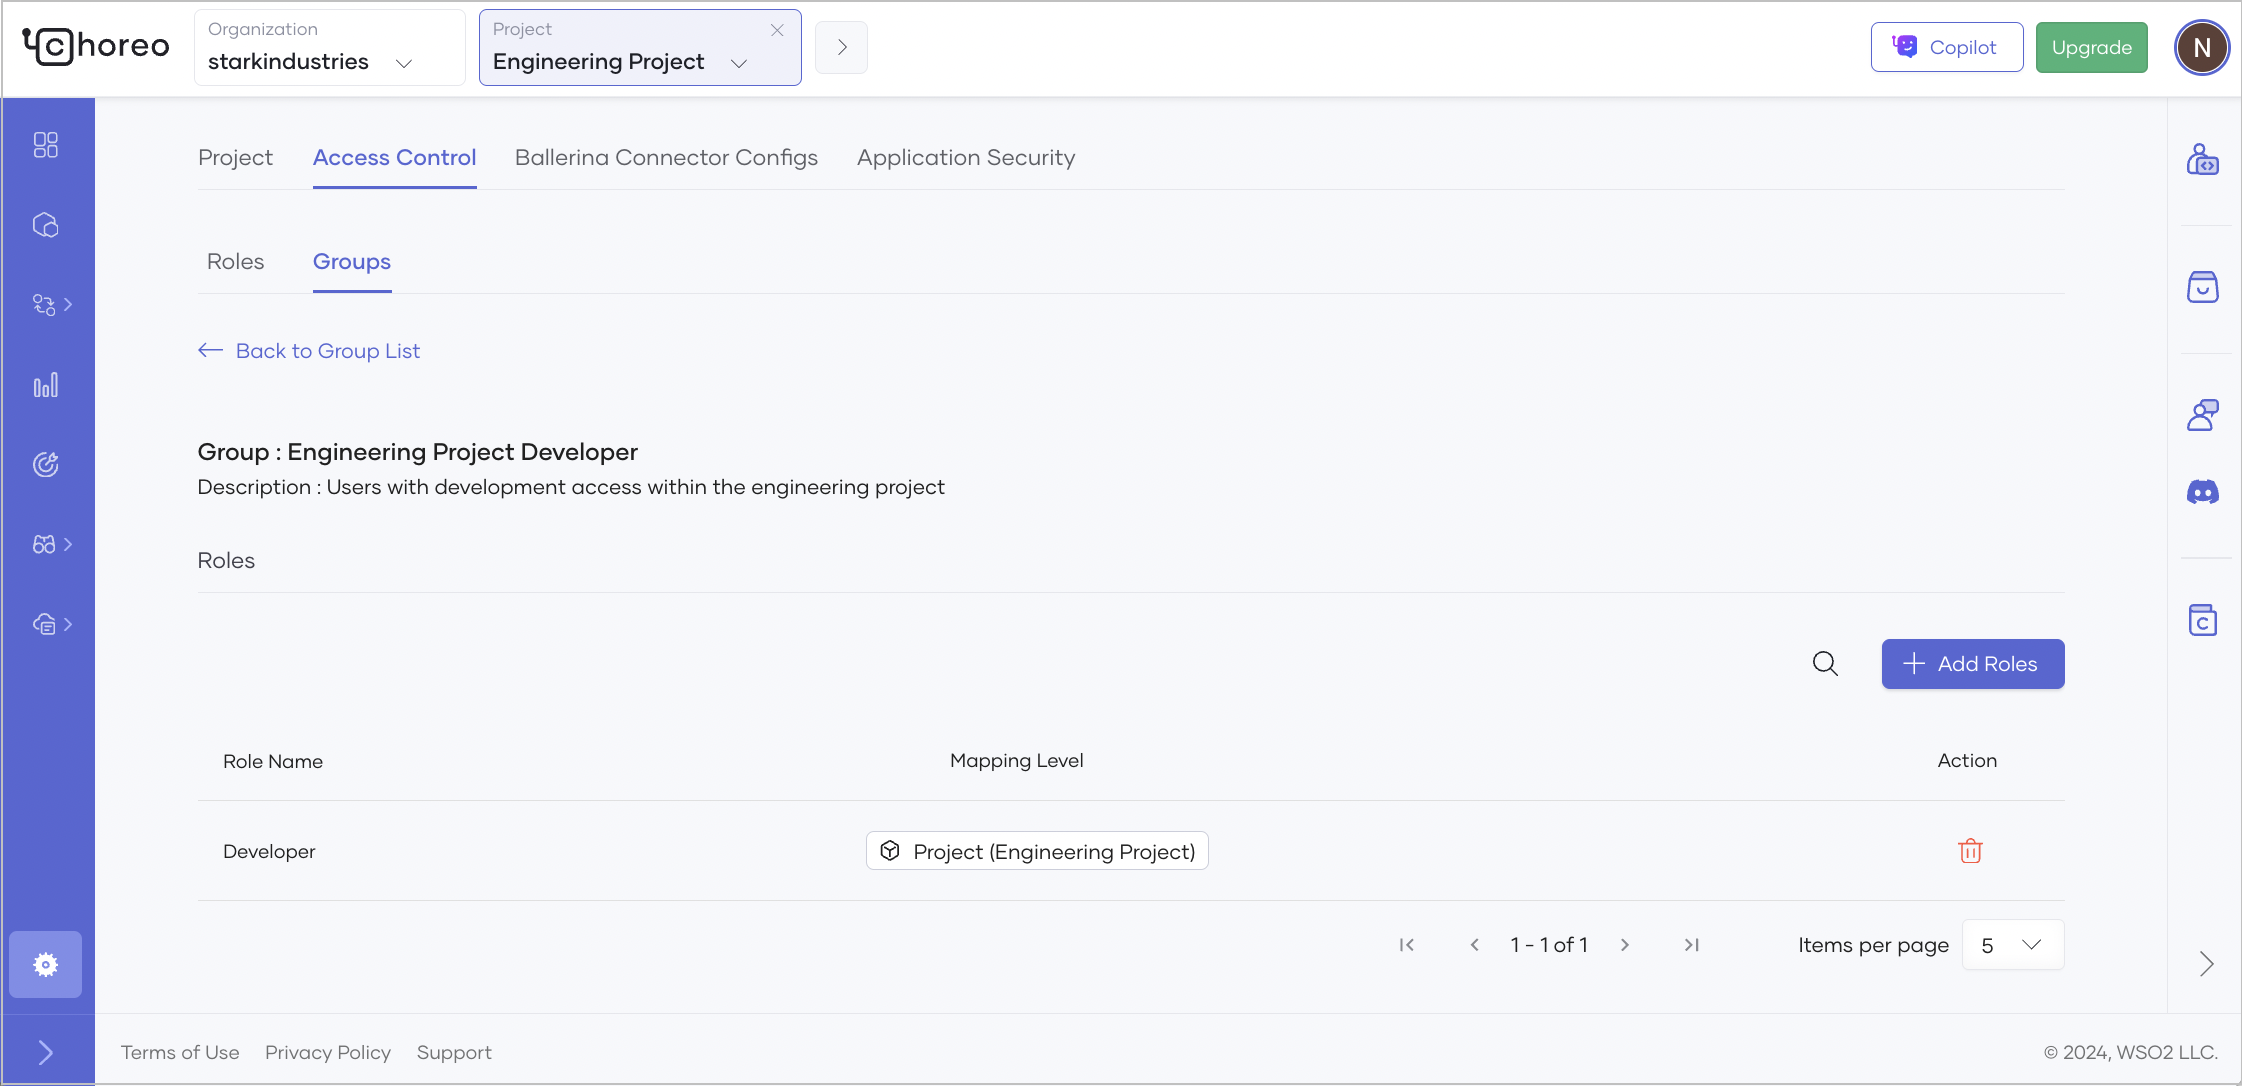 choreo
Organization
starkindustries
Project
Engineering Project
Copilot
Upgrade
N
Project
Access Control
Ballerina Connector Configs
Application Security
Roles
Groups
Back to Group List
Group : Engineering Project Developer
Description : Users with development access within the engineering project
Roles
Add Roles
Role Name
Mapping Level
Action
Developer
Project (Engineering Project)
1 - 1 of 1
Items per page
5
C
Terms of Use
Privacy Policy
Support
© 2024, WSO2 LLC.